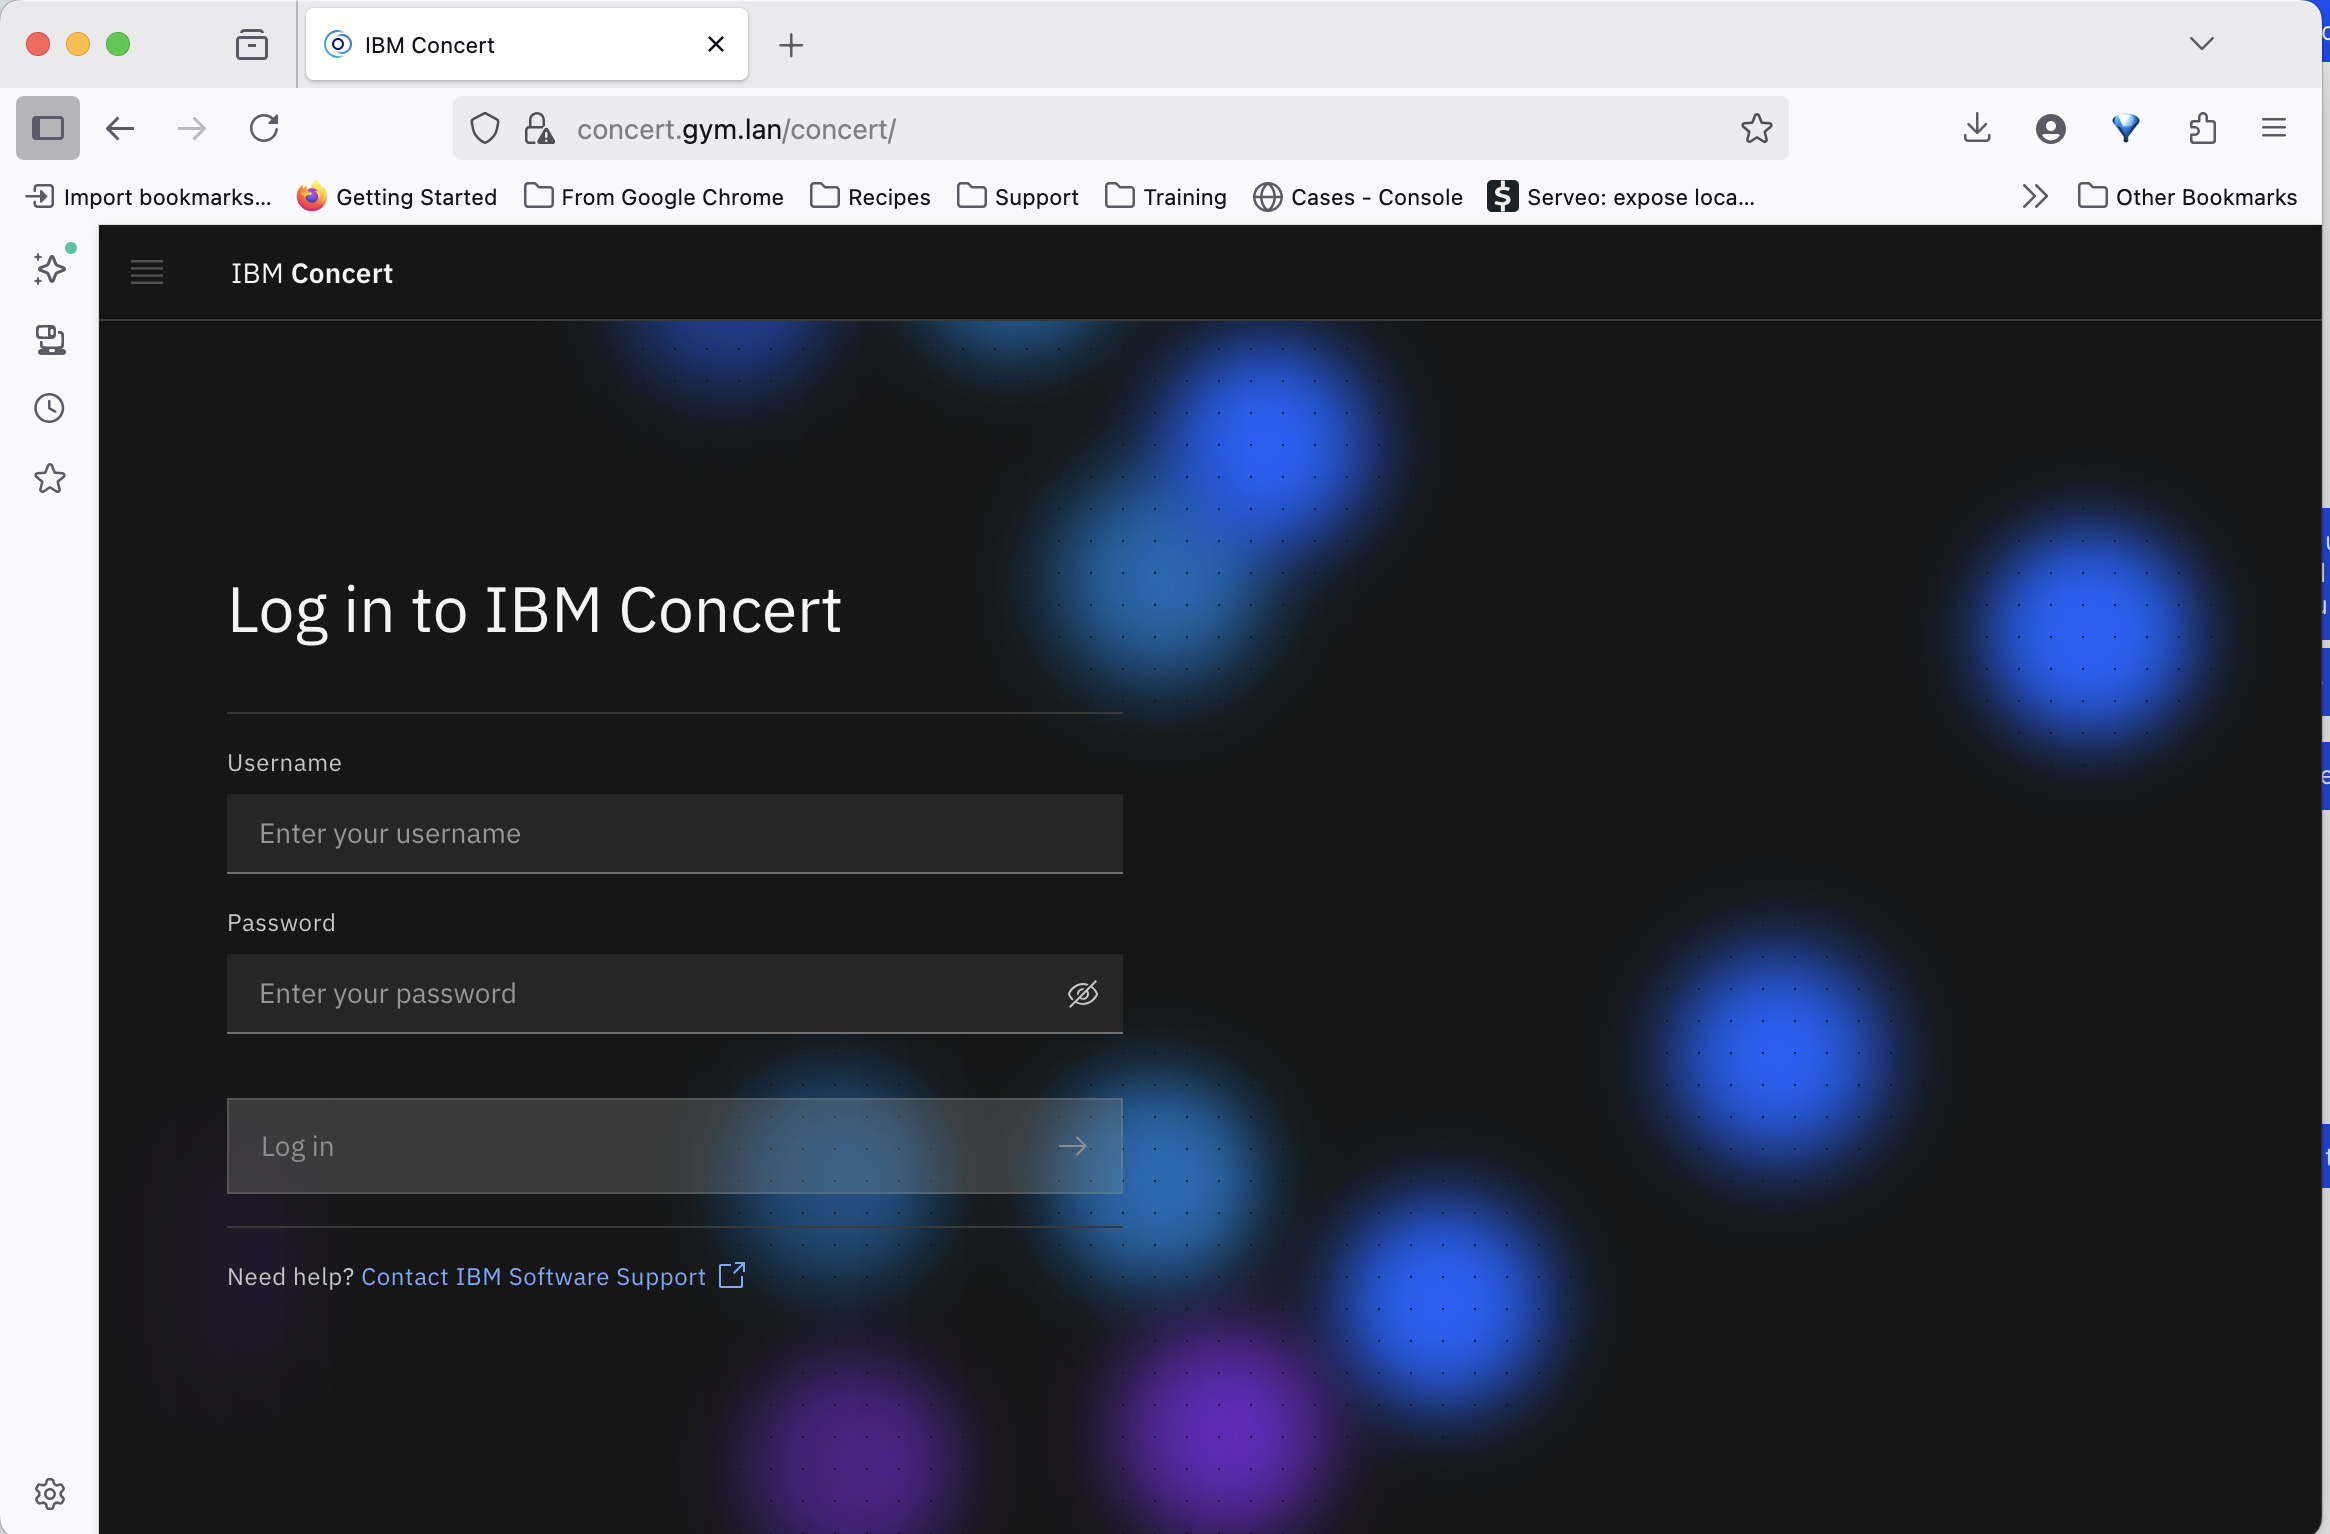 IBM Concert
concert.gym.lan/concert/
Import bookmarks... Getting Started From Google Chrome Recipes Support Training Cases - Console Serveo: expose loca... Other Bookmarks
IBM Concert
Log in to IBM Concert
Username
Enter your username
Password
Enter your password
Log in
Need help? Contact IBM Software Support